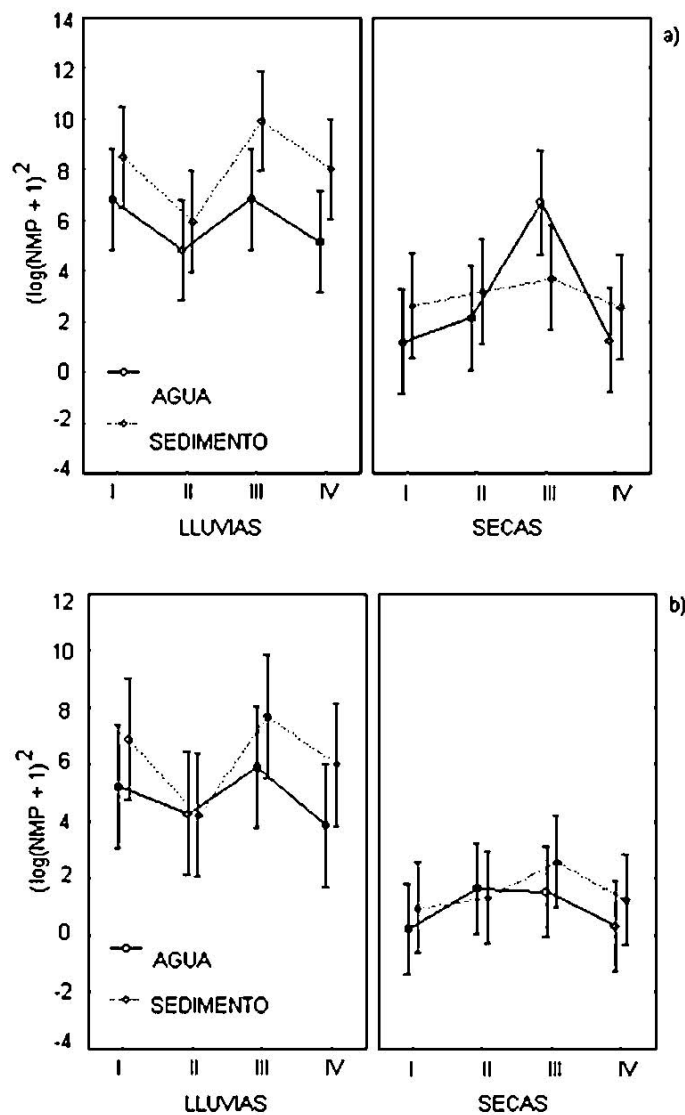 a)
(log(NMP + 1))^2
14
12
10
8
6
4
2
0
-2
-4
AGUA
SEDIMENTO
I II III IV
LLUVIAS
I II III IV
SECAS
b)
(log(NMP + 1))^2
12
10
8
6
4
2
0
-2
-4
AGUA
SEDIMENTO
I II III IV
LLUVIAS
I II III IV
SECAS